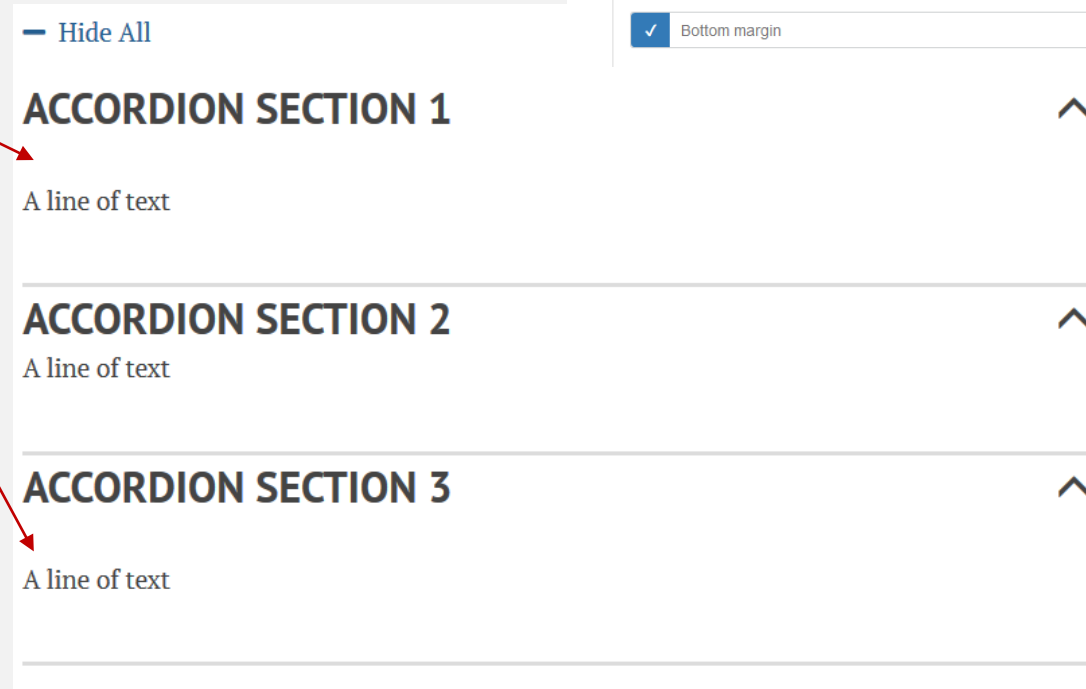 Hide All
Bottom margin
ACCORDION SECTION 1
A line of text
ACCORDION SECTION 2
A line of text
ACCORDION SECTION 3
A line of text